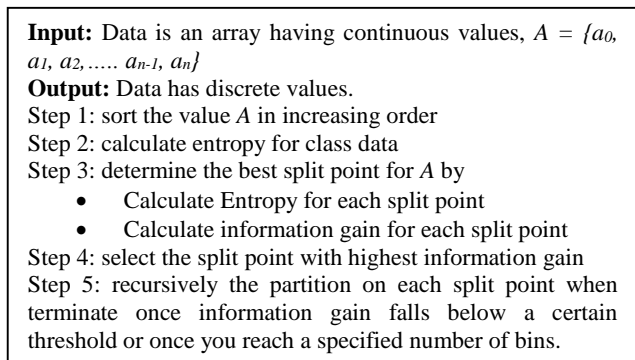 Input: Data is an array having continuous values, A = {a0,
a1, a2,..... an-1, an}
Output: Data has discrete values.
Step 1: sort the value A in increasing order
Step 2: calculate entropy for class data
Step 3: determine the best split point for A by
• Calculate Entropy for each split point
• Calculate information gain for each split point
Step 4: select the split point with highest information gain
Step 5: recursively the partition on each split point when
terminate once information gain falls below a certain
threshold or once you reach a specified number of bins.